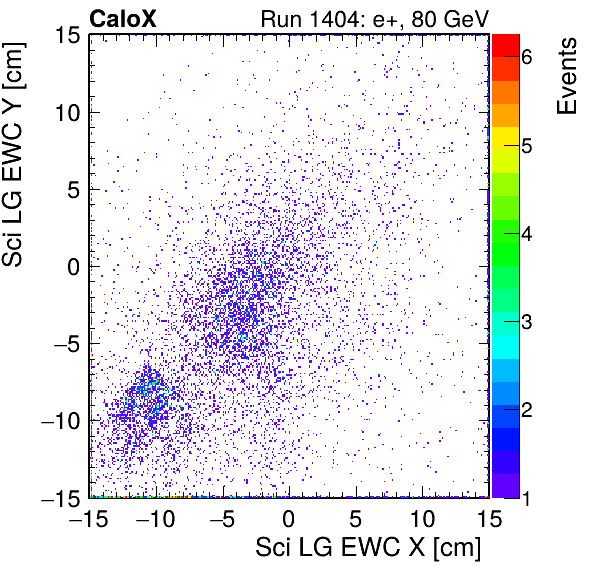 CaloX Run 1404: e+, 80 GeV
Sci LG EWC Y [cm]
15
10
5
0
−5
−10
−15
−15 −10 −5 0 5 10 15
Sci LG EWC X [cm]
Events
6
5
4
3
2
1